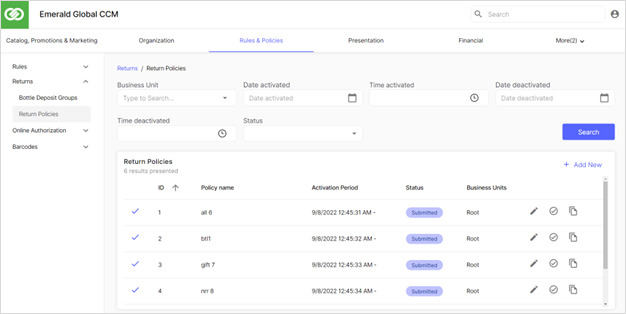 Emerald Global CCM
Search
Catalog, Promotions & Marketing Organization Rules & Policies Presentation Financial More(2)
Rules
Returns
Bottle Deposit Groups
Return Policies
Online Authorization
Barcodes
Returns / Return Policies
Business Unit Date activated Time activated Date deactivated
Type to Search... Date activated Date deactivated
Time deactivated Status
Search
Return Policies
6 results presented
+ Add New
ID Policy name Activation Period Status Business Units
1 all 6 9/8/2022 12:45:31 AM - Submitted Root
2 btl1 9/8/2022 12:45:32 AM - Submitted Root
3 gift 7 9/8/2022 12:45:33 AM - Submitted Root
4 nrr 8 9/8/2022 12:45:34 AM - Submitted Root